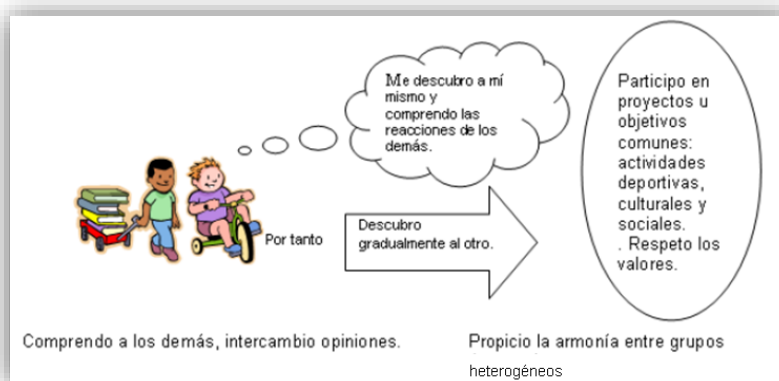 Me descubro a mí
mismo y
comprendo las
reacciones de los
demás.
Participo en
proyectos u
objetivos
comunes:
actividades
deportivas,
culturales y
sociales.
. Respeto los
valores.
Por tanto
Descubro
gradualmente al otro.
Comprendo a los demás, intercambio opiniones.
Propicio la armonía entre grupos
heterogéneos